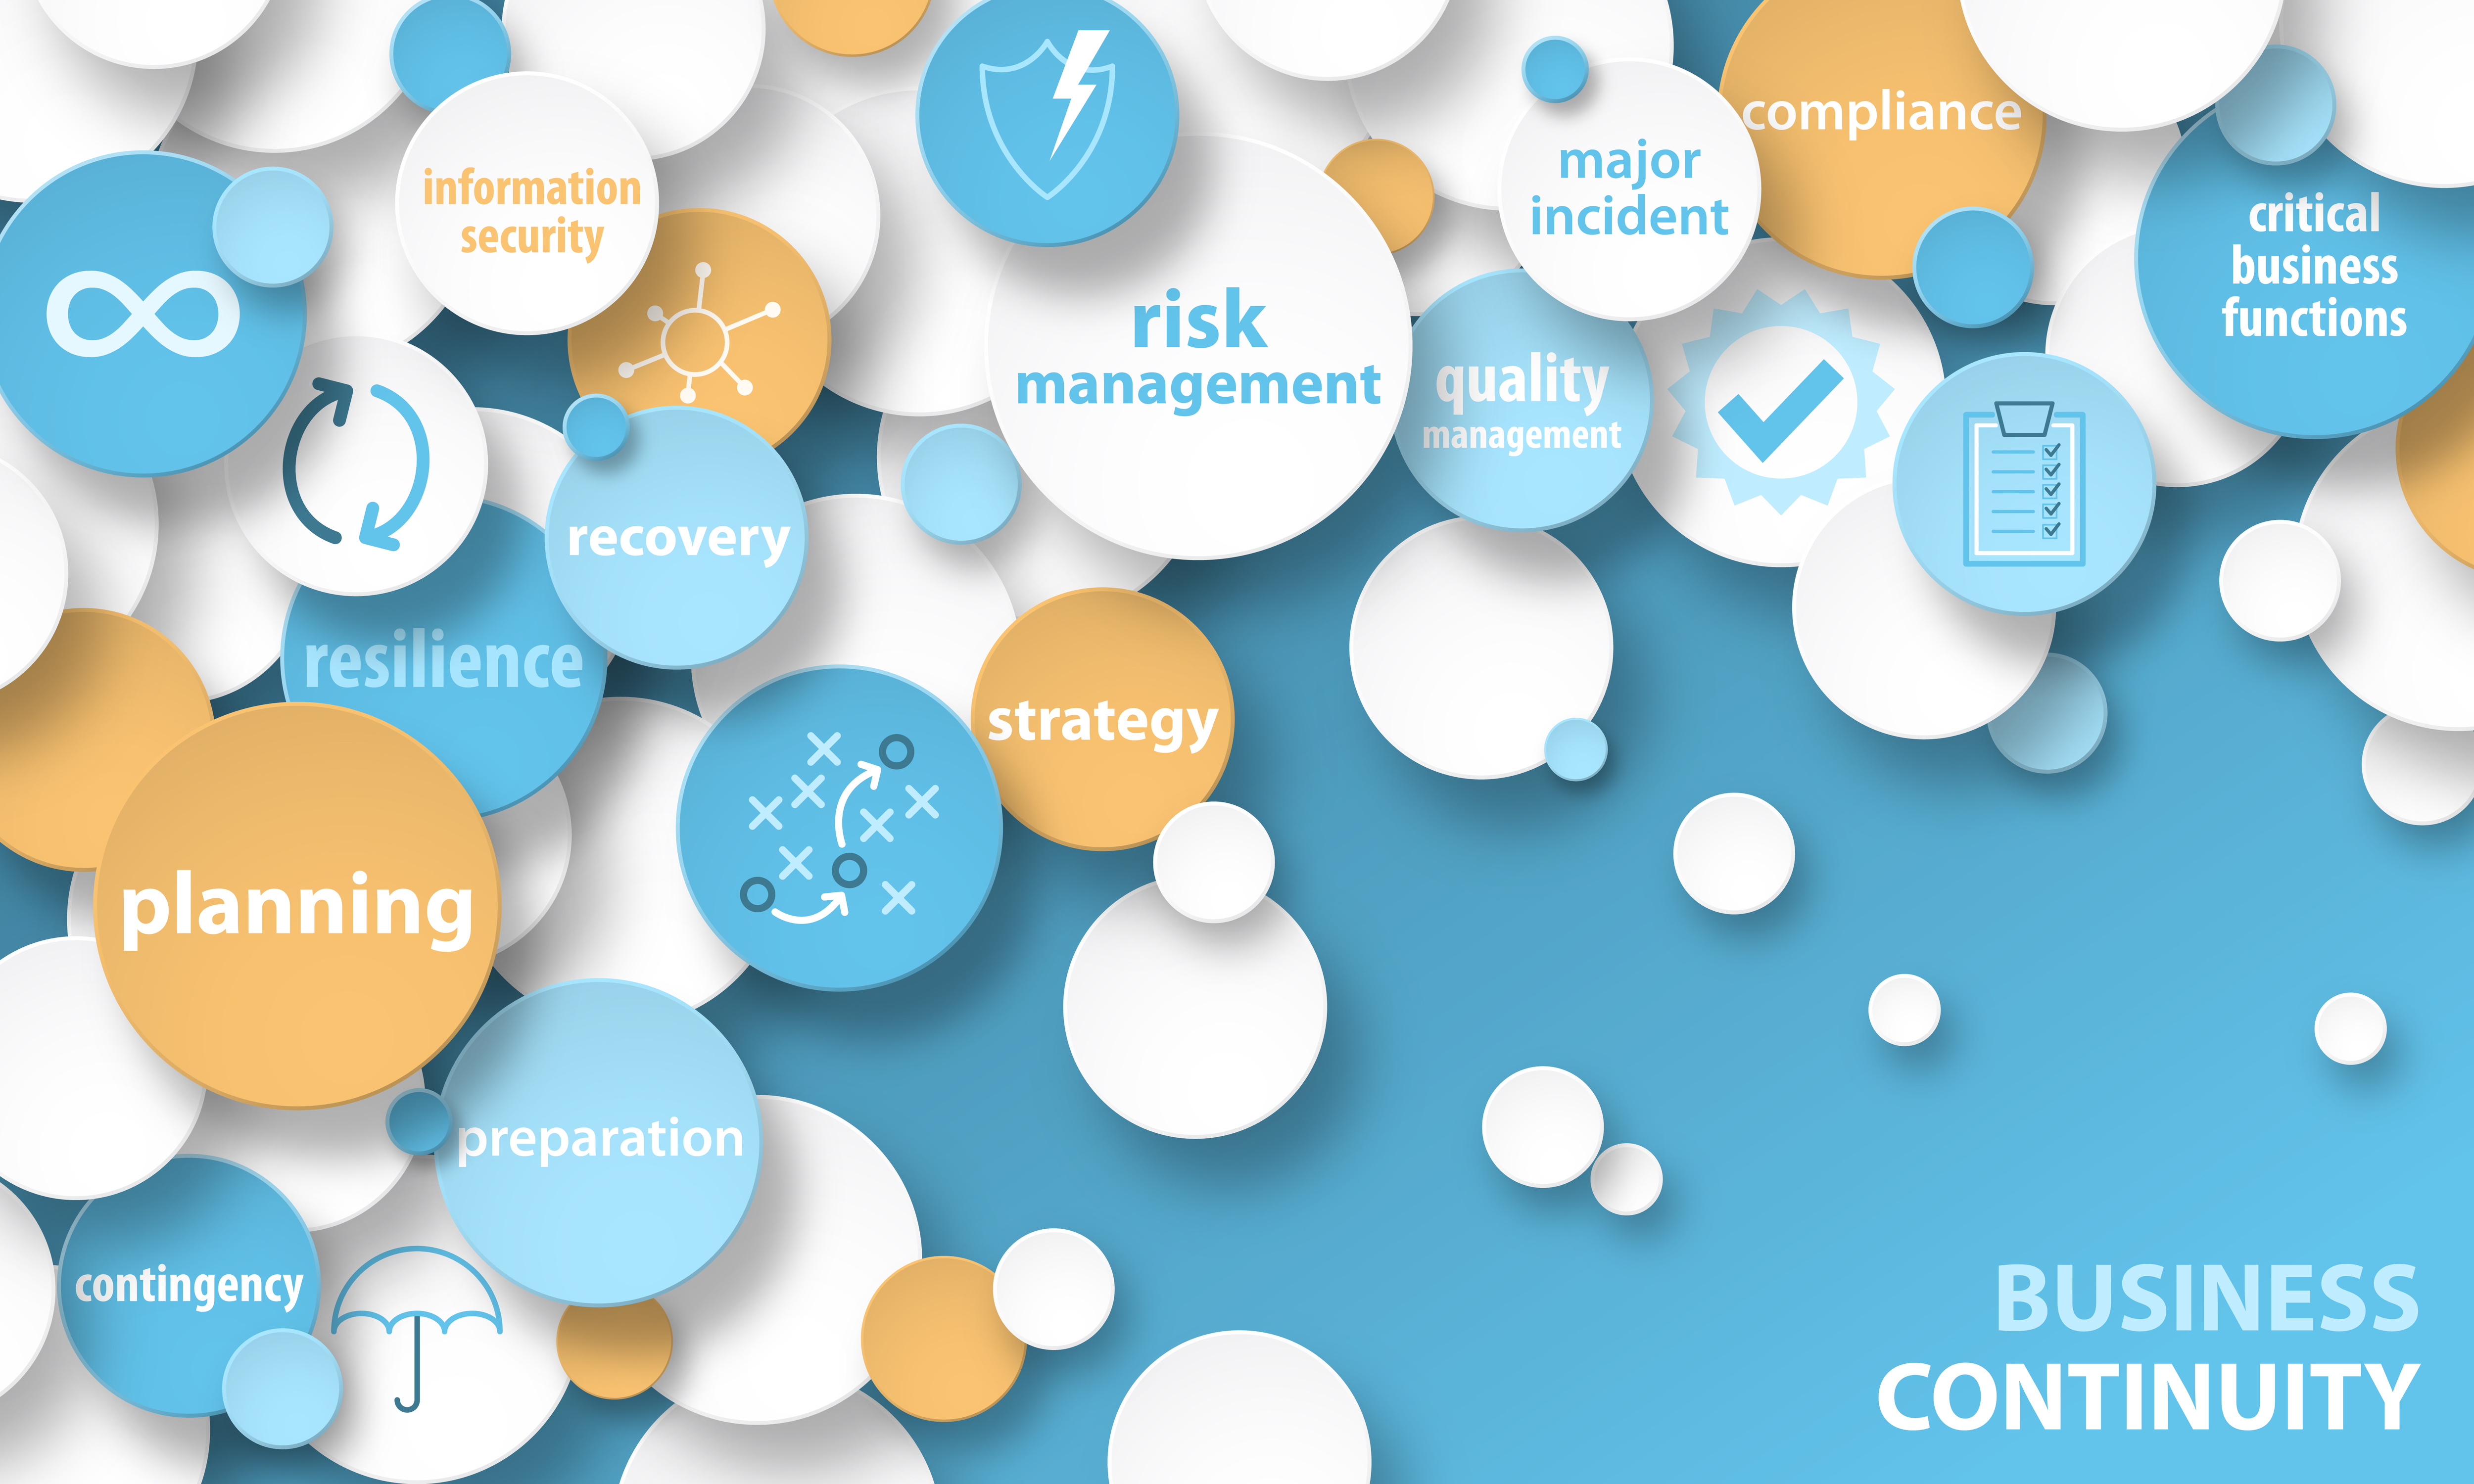 information
security
risk
management
major
incident
compliance
critical
business
functions
quality
management
recovery
resilience
strategy
planning
preparation
contingency
BUSINESS
CONTINUITY